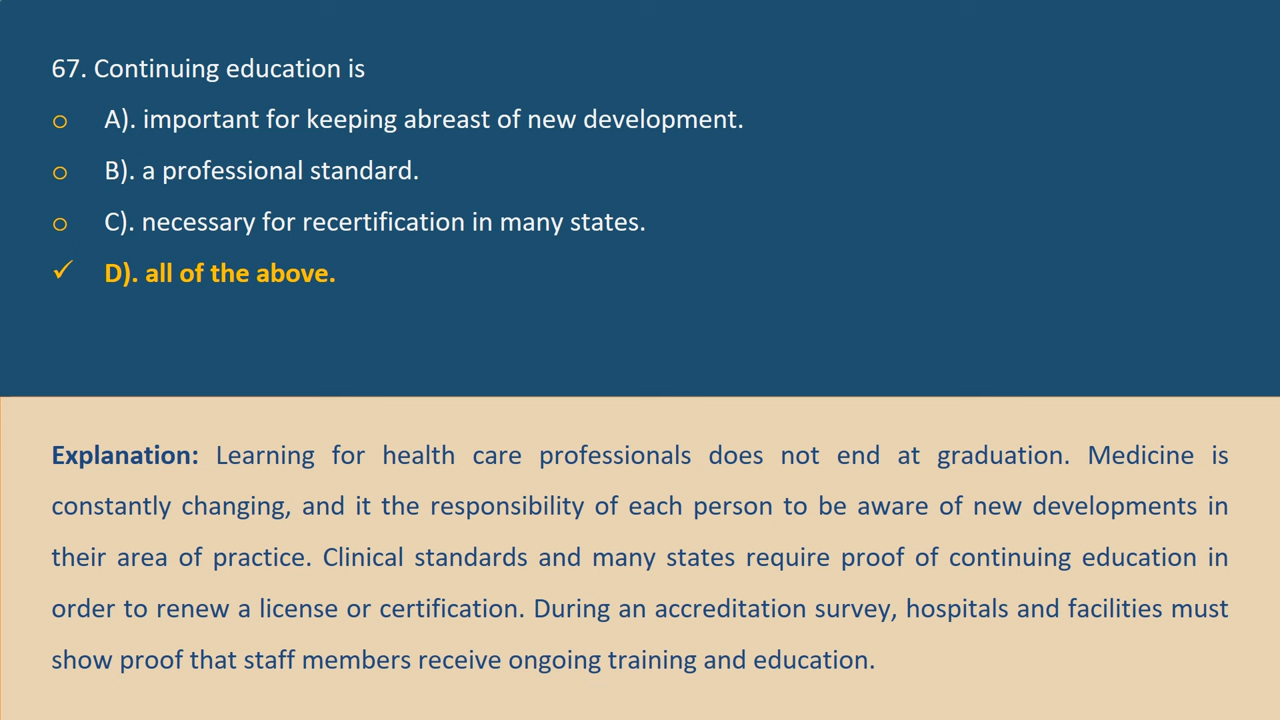 67. Continuing education is
o A). important for keeping abreast of new development.
o B). a professional standard.
o C). necessary for recertification in many states.
✓ D). all of the above.
Explanation: Learning for health care professionals does not end at graduation. Medicine is
constantly changing, and it the responsibility of each person to be aware of new developments in
their area of practice. Clinical standards and many states require proof of continuing education in
order to renew a license or certification. During an accreditation survey, hospitals and facilities must
show proof that staff members receive ongoing training and education.